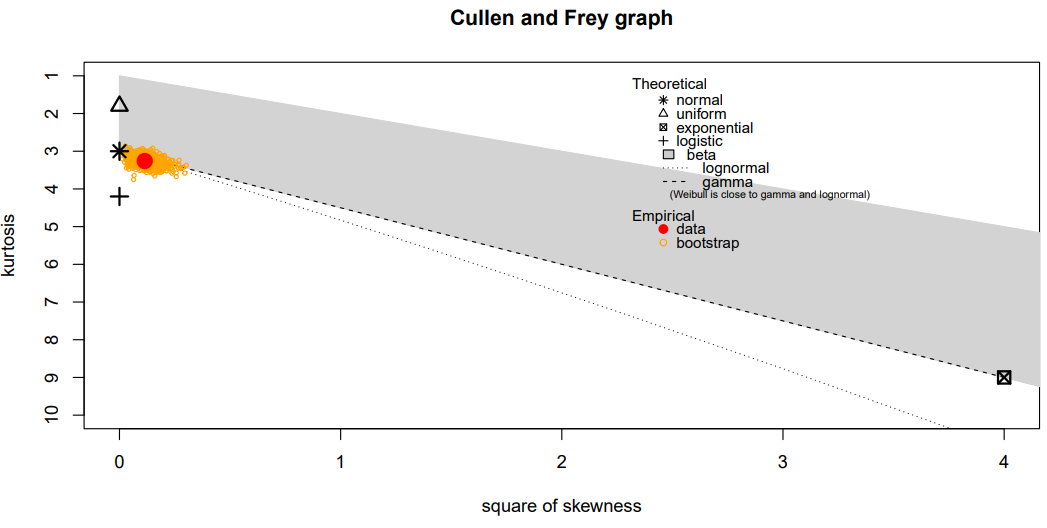 Cullen and Frey graph
kurtosis
1
2
3
4
5
6
7
8
9
10
Theoretical
normal
uniform
exponential
logistic
beta
lognormal
gamma
(Weibull is close to gamma and lognormal)
Empirical
data
bootstrap
0 1 2 3 4
square of skewness